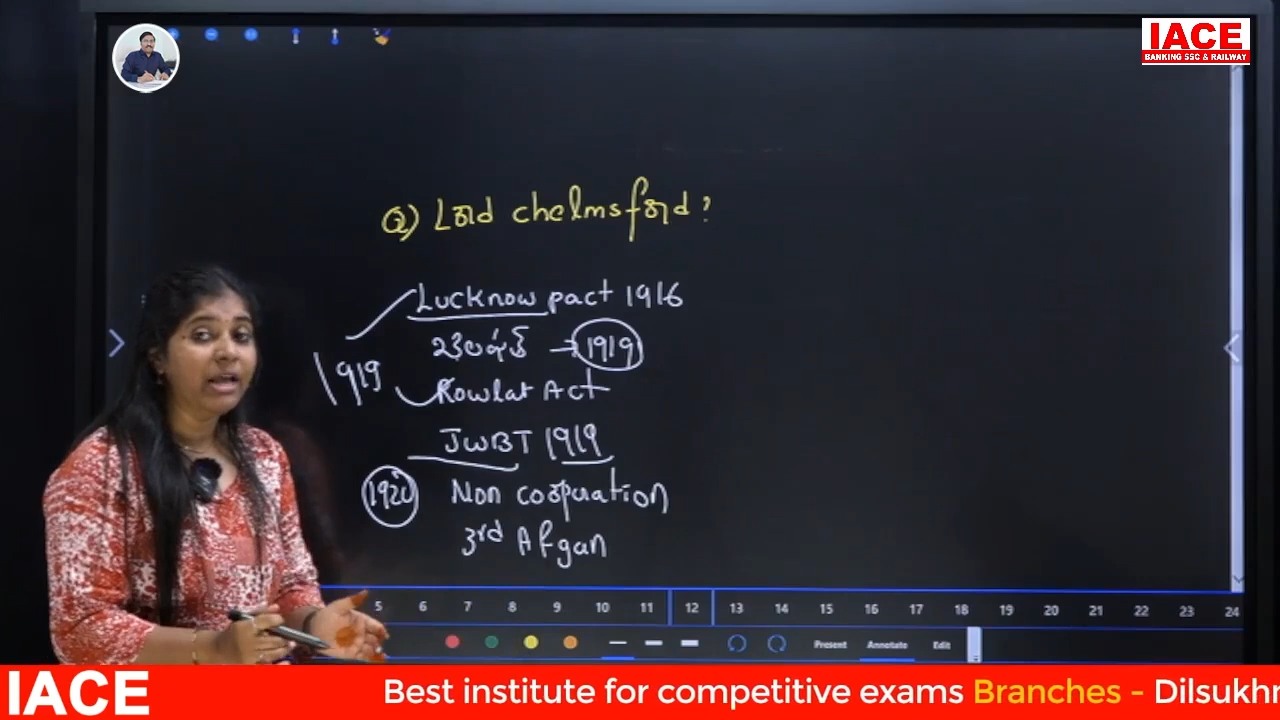 IACE
BANKING SSC & RAILWAY
Q) Lord chelmsford?
Lucknow pact 1916
ఖిలాఫత్ → 1919
1919
Rowlat Act
JWBT 1919
1920 Non cooperation
3rd Afgan
5 6 7 8 9 10 11 12 13 14 15 16 17 18 19 20 21 22 23 24
Present Annotate Edit
IACE Best institute for competitive exams Branches - Dilsukhn